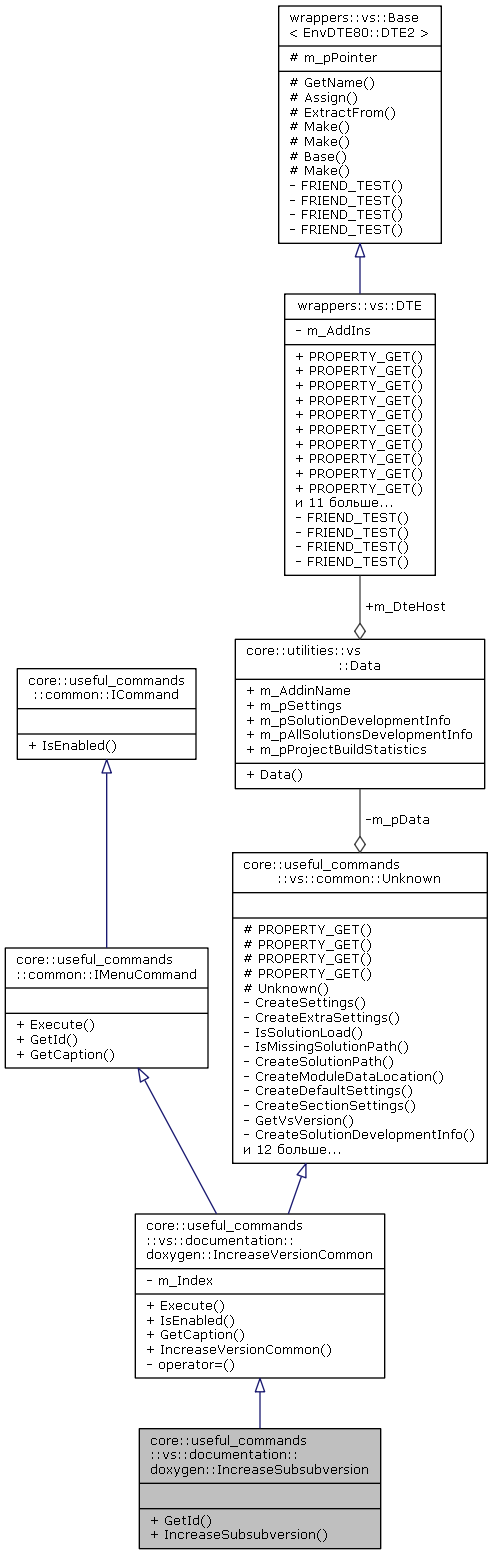 wrappers::vs::Base
< EnvDTE80::DTE2 >
# m_pPointer
# GetName()
# Assign()
# ExtractFrom()
# Make()
# Make()
# Base()
# Make()
- FRIEND_TEST()
- FRIEND_TEST()
- FRIEND_TEST()
- FRIEND_TEST()
wrappers::vs::DTE
- m_AddIns
+ PROPERTY_GET()
+ PROPERTY_GET()
+ PROPERTY_GET()
+ PROPERTY_GET()
+ PROPERTY_GET()
+ PROPERTY_GET()
+ PROPERTY_GET()
+ PROPERTY_GET()
+ PROPERTY_GET()
+ PROPERTY_GET()
и 11 больше...
- FRIEND_TEST()
- FRIEND_TEST()
- FRIEND_TEST()
- FRIEND_TEST()
+m_DteHost
core::utilities::vs
::Data
+ m_AddinName
+ m_pSettings
+ m_pSolutionDevelopmentInfo
+ m_pAllSolutionsDevelopmentInfo
+ m_pProjectBuildStatistics
+ Data()
core::useful_commands
::common::ICommand
+ IsEnabled()
-m_pData
core::useful_commands
::vs::common::Unknown
# PROPERTY_GET()
# PROPERTY_GET()
# PROPERTY_GET()
# PROPERTY_GET()
# Unknown()
- CreateSettings()
- CreateExtraSettings()
- IsSolutionLoad()
- IsMissingSolutionPath()
- CreateSolutionPath()
- CreateModuleDataLocation()
- CreateDefaultSettings()
- CreateSectionSettings()
- GetVsVersion()
- CreateSolutionDevelopmentInfo()
и 12 больше...
core::useful_commands
::common::IMenuCommand
+ Execute()
+ GetId()
+ GetCaption()
core::useful_commands
::vs::documentation::
doxygen::IncreaseVersionCommon
- m_Index
+ Execute()
+ IsEnabled()
+ GetCaption()
+ IncreaseVersionCommon()
- operator=()
core::useful_commands
::vs::documentation::
doxygen::IncreaseSubsubversion
+ GetId()
+ IncreaseSubsubversion()